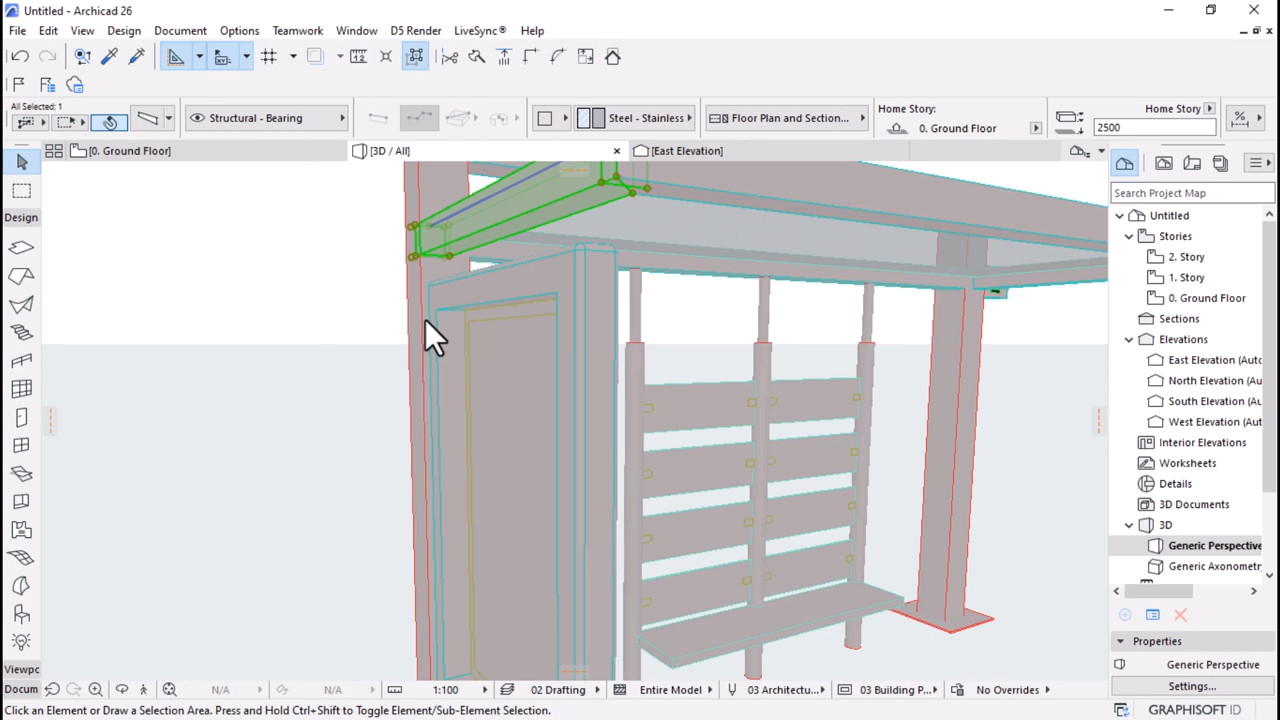 Untitled - Archicad 26
File Edit View Design Document Options Teamwork Window D5 Render LiveSync® Help
All Selected: 1
Structural - Bearing
Steel - Stainless
Floor Plan and Section...
Home Story:
0. Ground Floor
Home Story
2500
[0. Ground Floor]
[3D / All]
[East Elevation]
Search Project Map
Design
Untitled
Stories
2. Story
1. Story
0. Ground Floor
Sections
Elevations
East Elevation (Auto
North Elevation (Au
South Elevation (Au
West Elevation (Aut
Interior Elevations
Worksheets
Details
3D Documents
3D
Generic Perspective
Generic Axonometr
Properties
Generic Perspective
Settings...
Viewpc
Docum
N/A
N/A
1:100
02 Drafting
Entire Model
03 Architectu...
03 Building P...
No Overrides
Click an Element or Draw a Selection Area. Press and Hold Ctrl+Shift to Toggle Element/Sub-Element Selection.
GRAPHISOFT ID